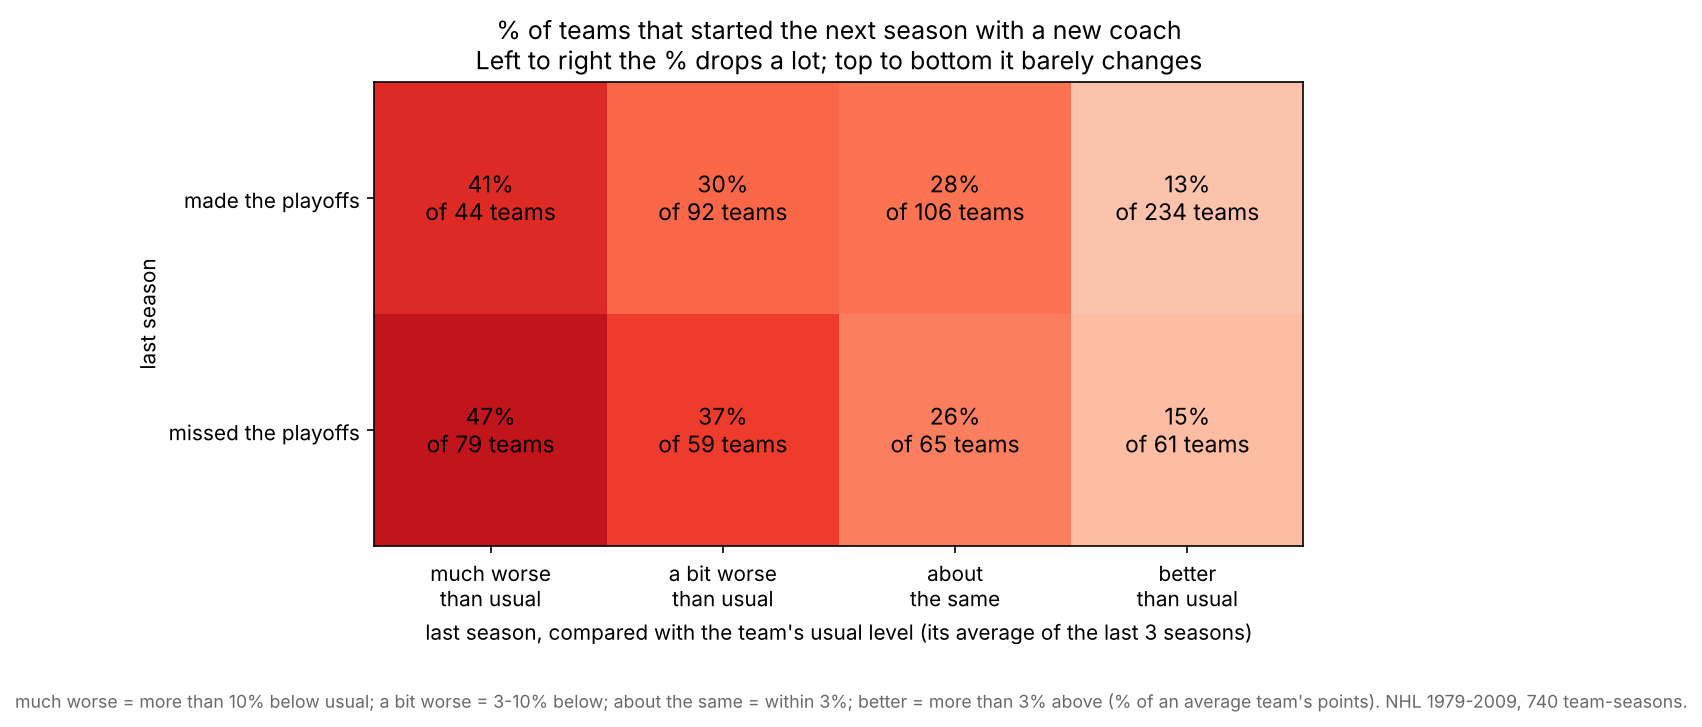 % of teams that started the next season with a new coach
Left to right the % drops a lot; top to bottom it barely changes
last season
made the playoffs
41%
of 44 teams
30%
of 92 teams
28%
of 106 teams
13%
of 234 teams
missed the playoffs
47%
of 79 teams
37%
of 59 teams
26%
of 65 teams
15%
of 61 teams
much worse
than usual
a bit worse
than usual
about
the same
better
than usual
last season, compared with the team's usual level (its average of the last 3 seasons)
much worse = more than 10% below usual; a bit worse = 3-10% below; about the same = within 3%; better = more than 3% above (% of an average team's points). NHL 1979-2009, 740 team-seasons.